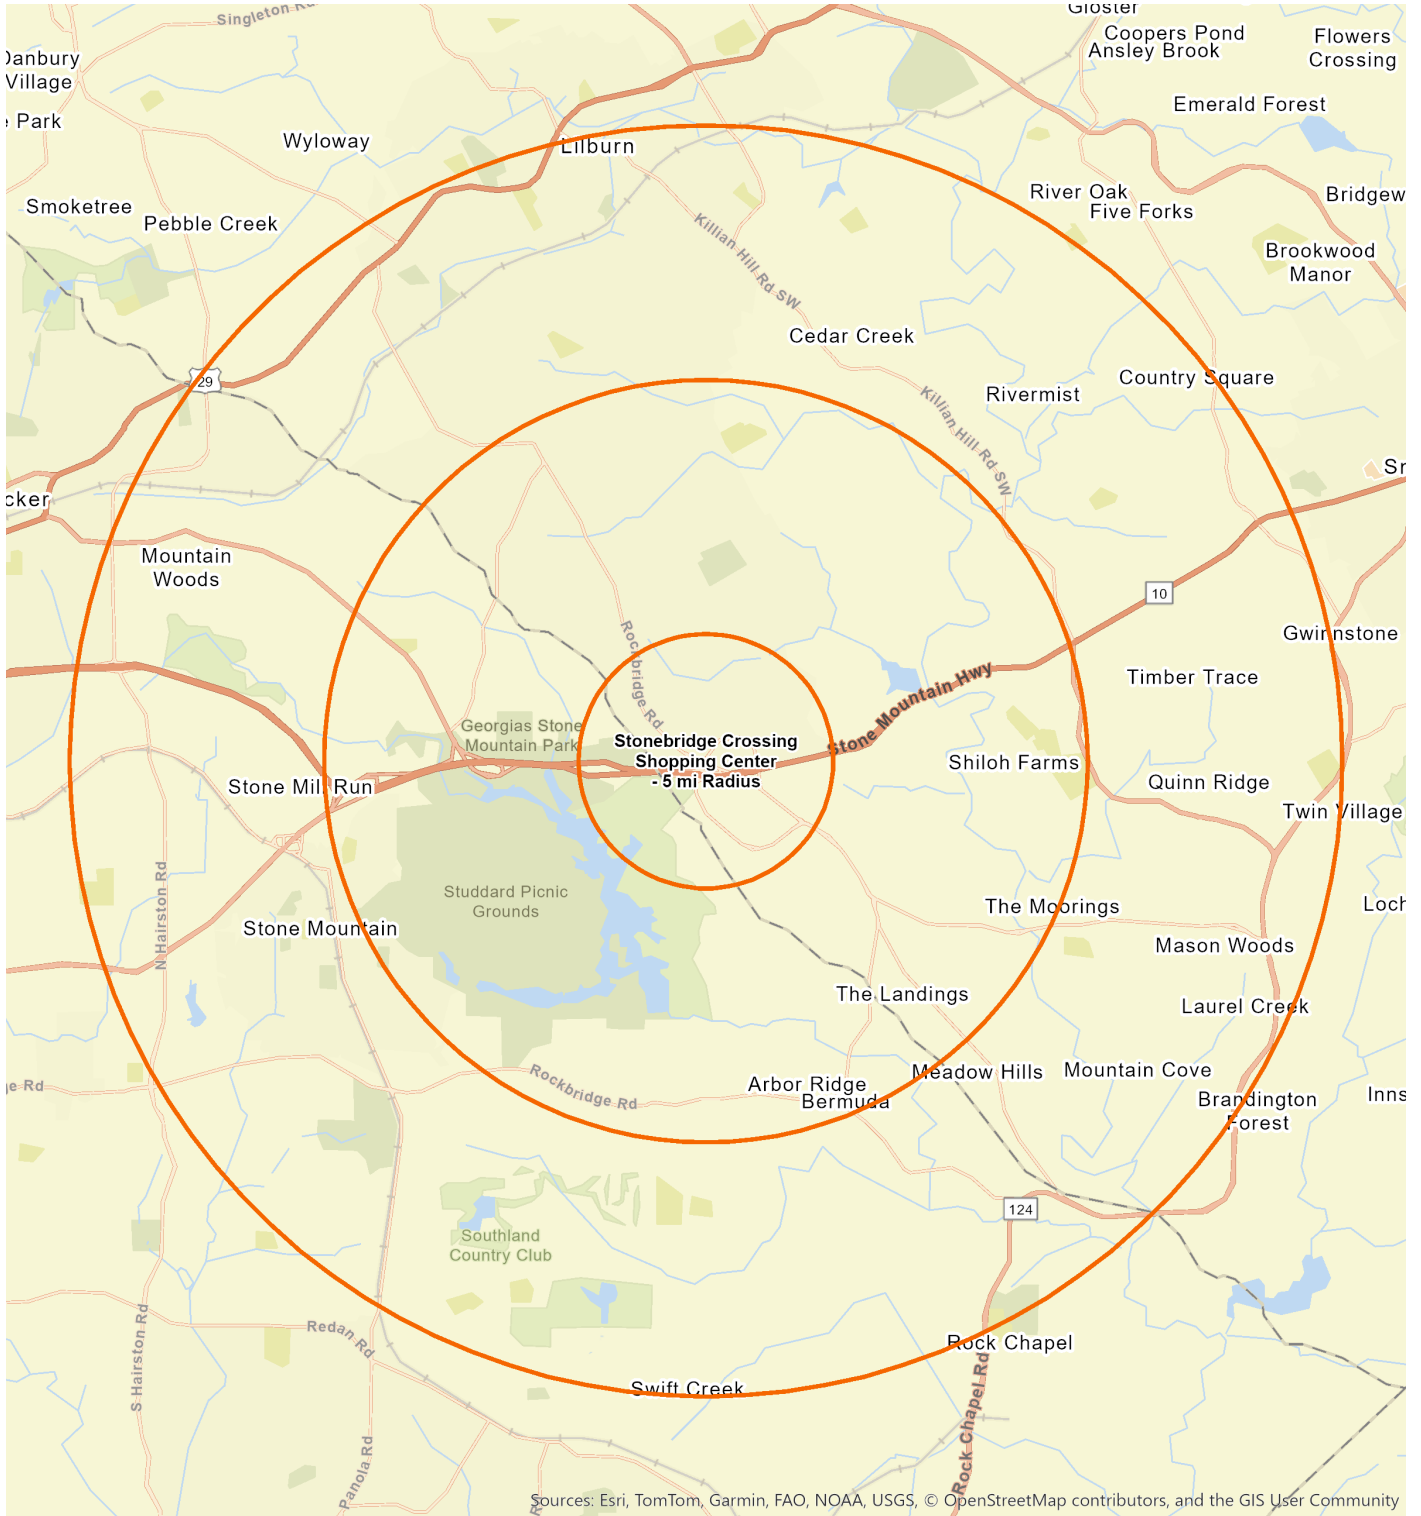 Singleton Rd
Gloster
Coopers Pond
Ansley Brook
Flowers
Crossing
Danbury
Village
Emerald Forest
e Park
Wyloway
Lilburn
River Oak
Five Forks
Bridgew
Smoketree
Pebble Creek
Killian Hill Rd SW
Brookwood
Manor
Cedar Creek
29
Country Square
Rivermist
Killian Hill Rd SW
Sn
cker
Mountain
Woods
10
Gwinnstone
Rockbridge Rd
Timber Trace
Stone Mountain Hwy
Georgias Stone
Mountain Park
Stonebridge Crossing
Shopping Center
- 5 mi Radius
Shiloh Farms
Stone Mill Run
Quinn Ridge
Twin Village
N Hairston Rd
Studdard Picnic
Grounds
The Moorings
Loch
Stone Mountain
Mason Woods
The Landings
Laurel Creek
ge Rd
Rockbridge Rd
Arbor Ridge
Bermuda
Meadow Hills
Mountain Cove
Brandington
Forest
Inns
124
Southland
Country Club
S Hairston Rd
Redan Rd
Rock Chapel
Swift Creek
Rock Chapel Rd
Panola Rd
R
Sources: Esri, TomTom, Garmin, FAO, NOAA, USGS, © OpenStreetMap contributors, and the GIS User Community